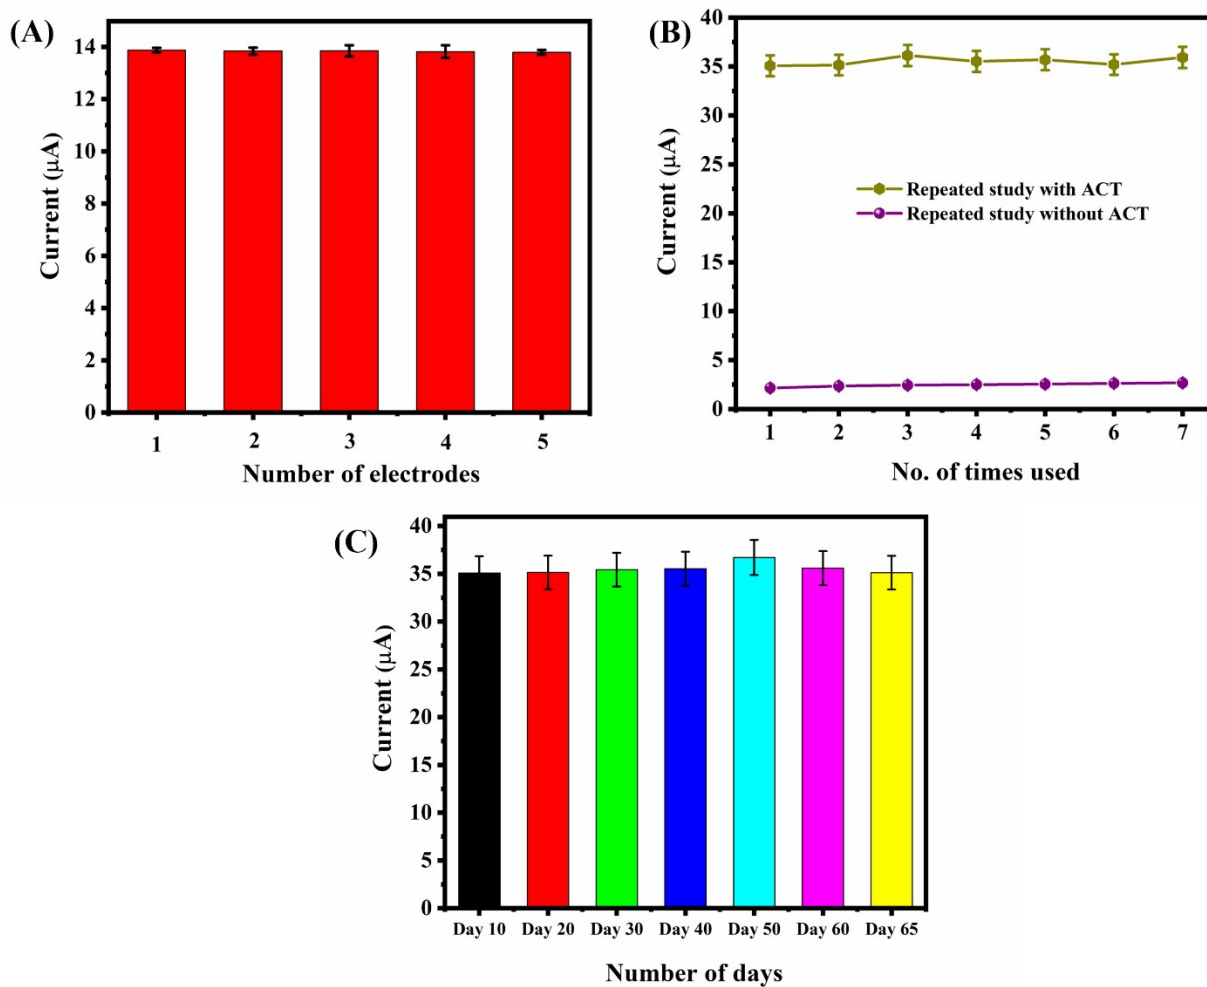 (A)
Current (μA)
14
12
10
8
6
4
2
0
1 2 3 4 5
Number of electrodes
(B)
Current (μA)
40
35
30
25
20
15
10
5
0
Repeated study with ACT
Repeated study without ACT
1 2 3 4 5 6 7
No. of times used
(C)
Current (μA)
40
35
30
25
20
15
10
5
0
Day 10 Day 20 Day 30 Day 40 Day 50 Day 60 Day 65
Number of days